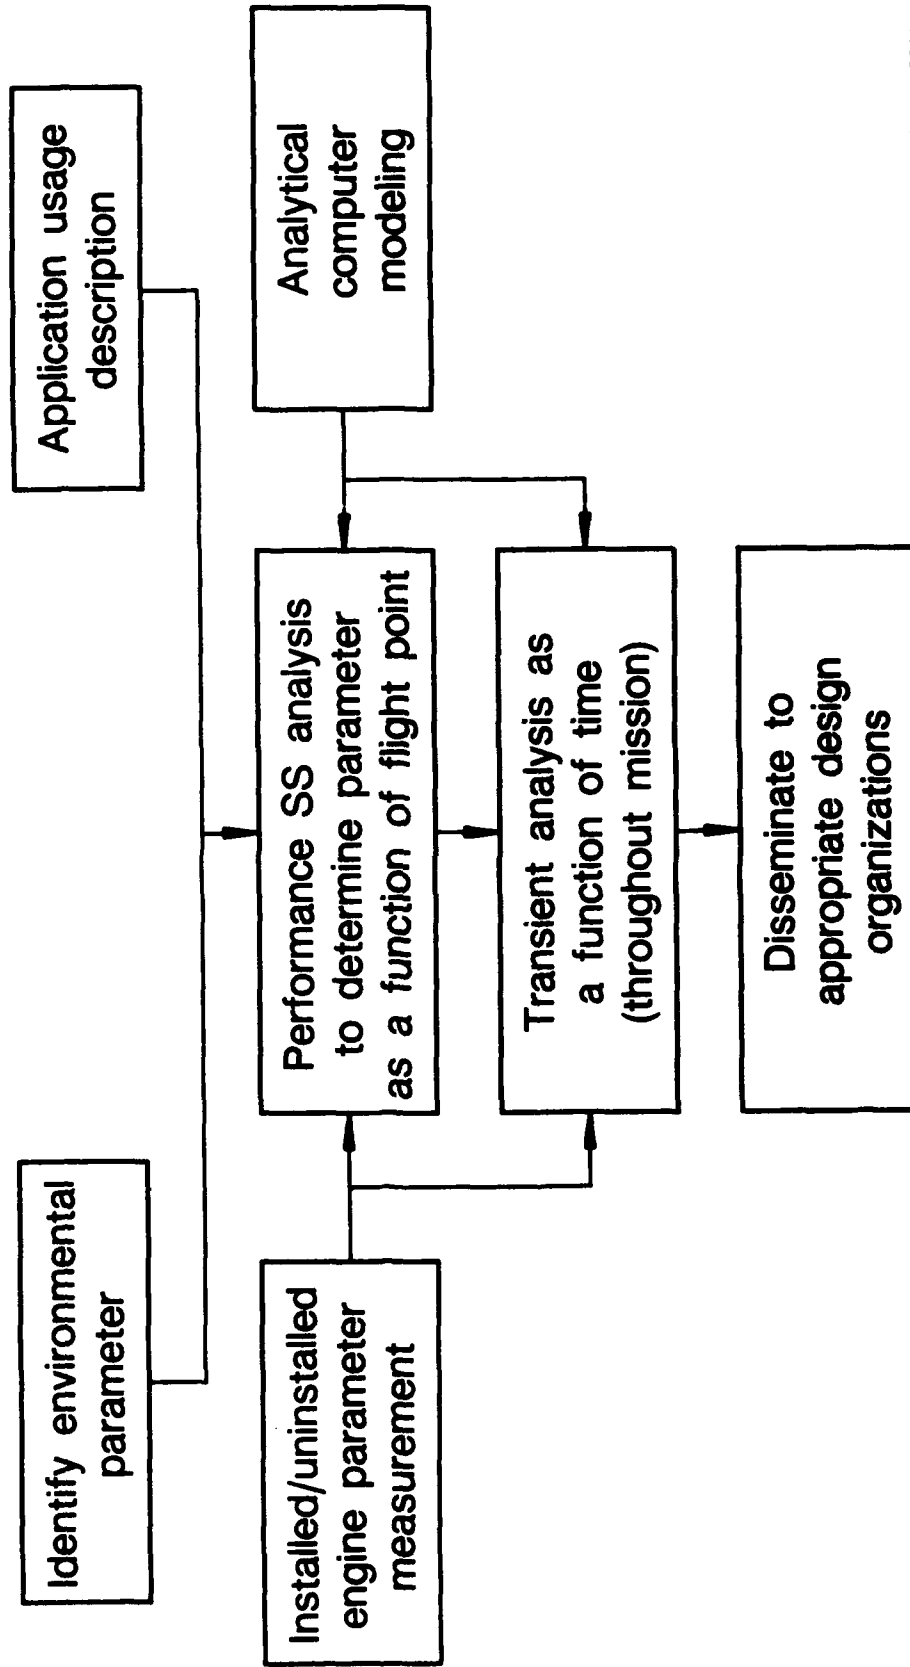 Identify environmental
parameter
Application usage
description
Installed/uninstalled
engine parameter
measurement
Performance SS analysis
to determine parameter
as a function of flight point
Analytical
computer
modeling
Transient analysis as
a function of time
(throughout mission)
Disseminate to
appropriate design
organizations